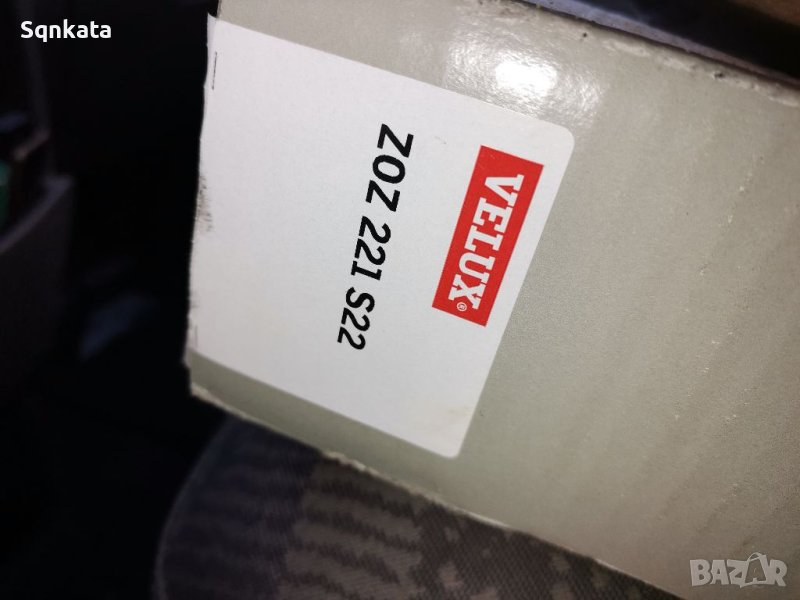 Sqnkata
VELUX®
ZOZ 221 S22
BAZAR